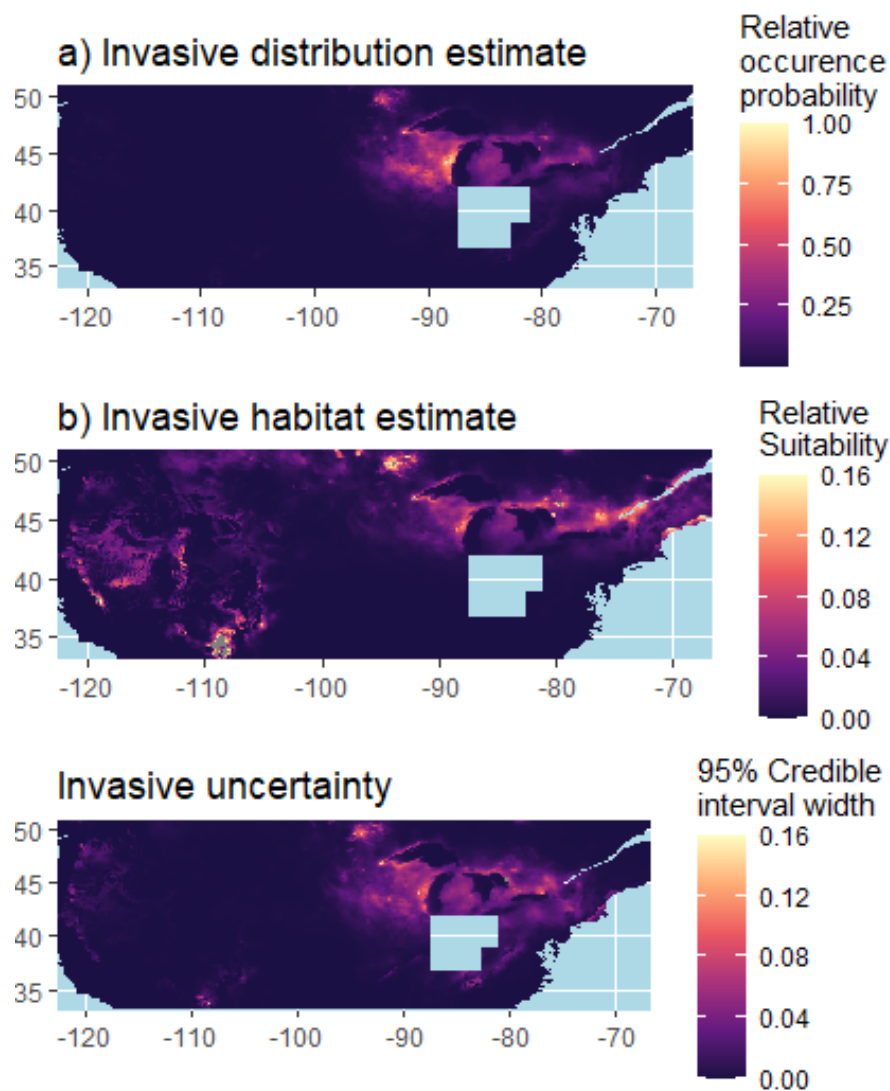 a) Invasive distribution estimate
Relative
occurence
probability
50
45
40
35
-120 -110 -100 -90 -80 -70
1.00
0.75
0.50
0.25
b) Invasive habitat estimate
Relative
Suitability
50
45
40
35
-120 -110 -100 -90 -80 -70
0.16
0.12
0.08
0.04
0.00
Invasive uncertainty
95% Credible
interval width
50
45
40
35
-120 -110 -100 -90 -80 -70
0.16
0.12
0.08
0.04
0.00